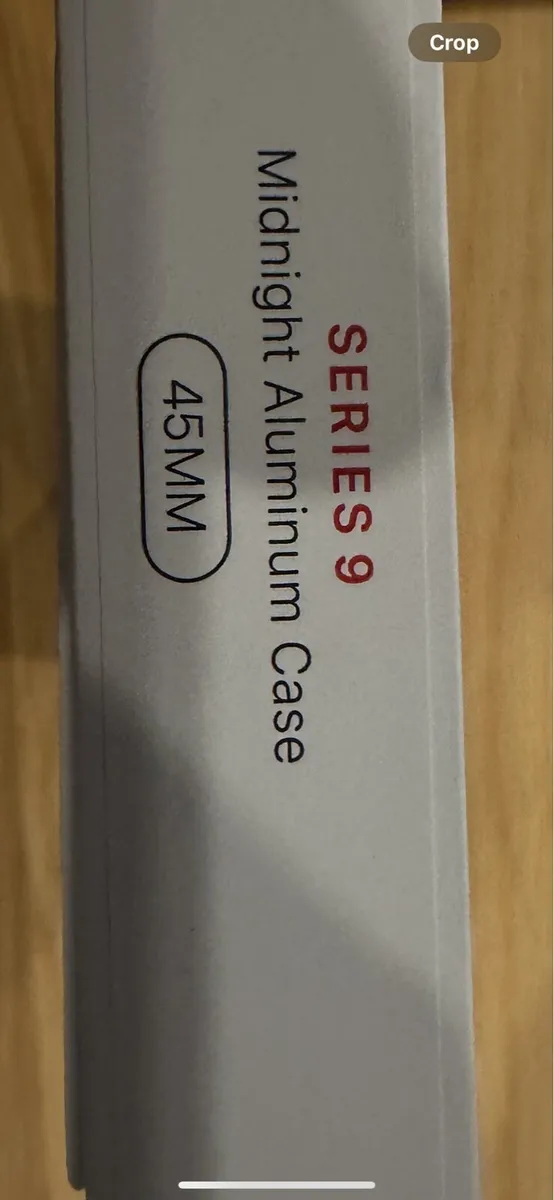 Crop
SERIES 9
Midnight Aluminum Case
45MM